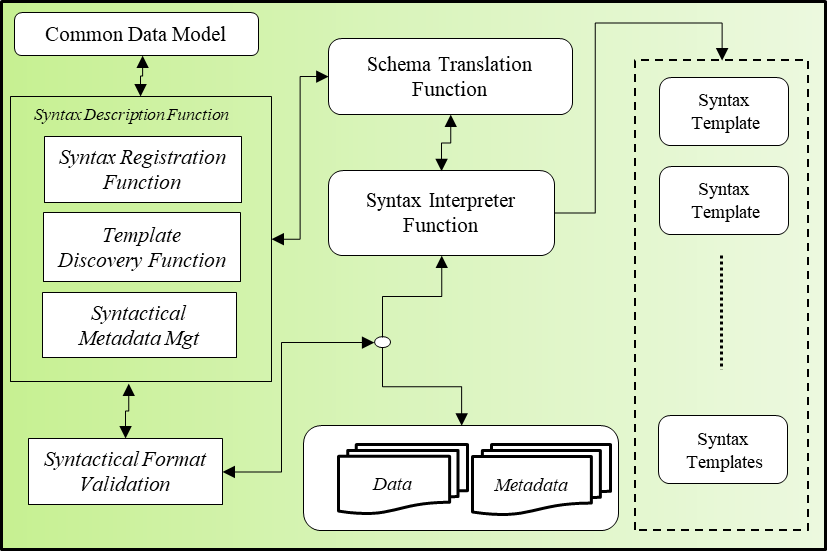 Common Data Model
Syntax Description Function
Syntax Registration
Function
Template
Discovery Function
Syntactical
Metadata Mgt
Syntactical Format
Validation
Schema Translation
Function
Syntax Interpreter
Function
Data
Metadata
Syntax
Template
Syntax
Template
Syntax
Templates